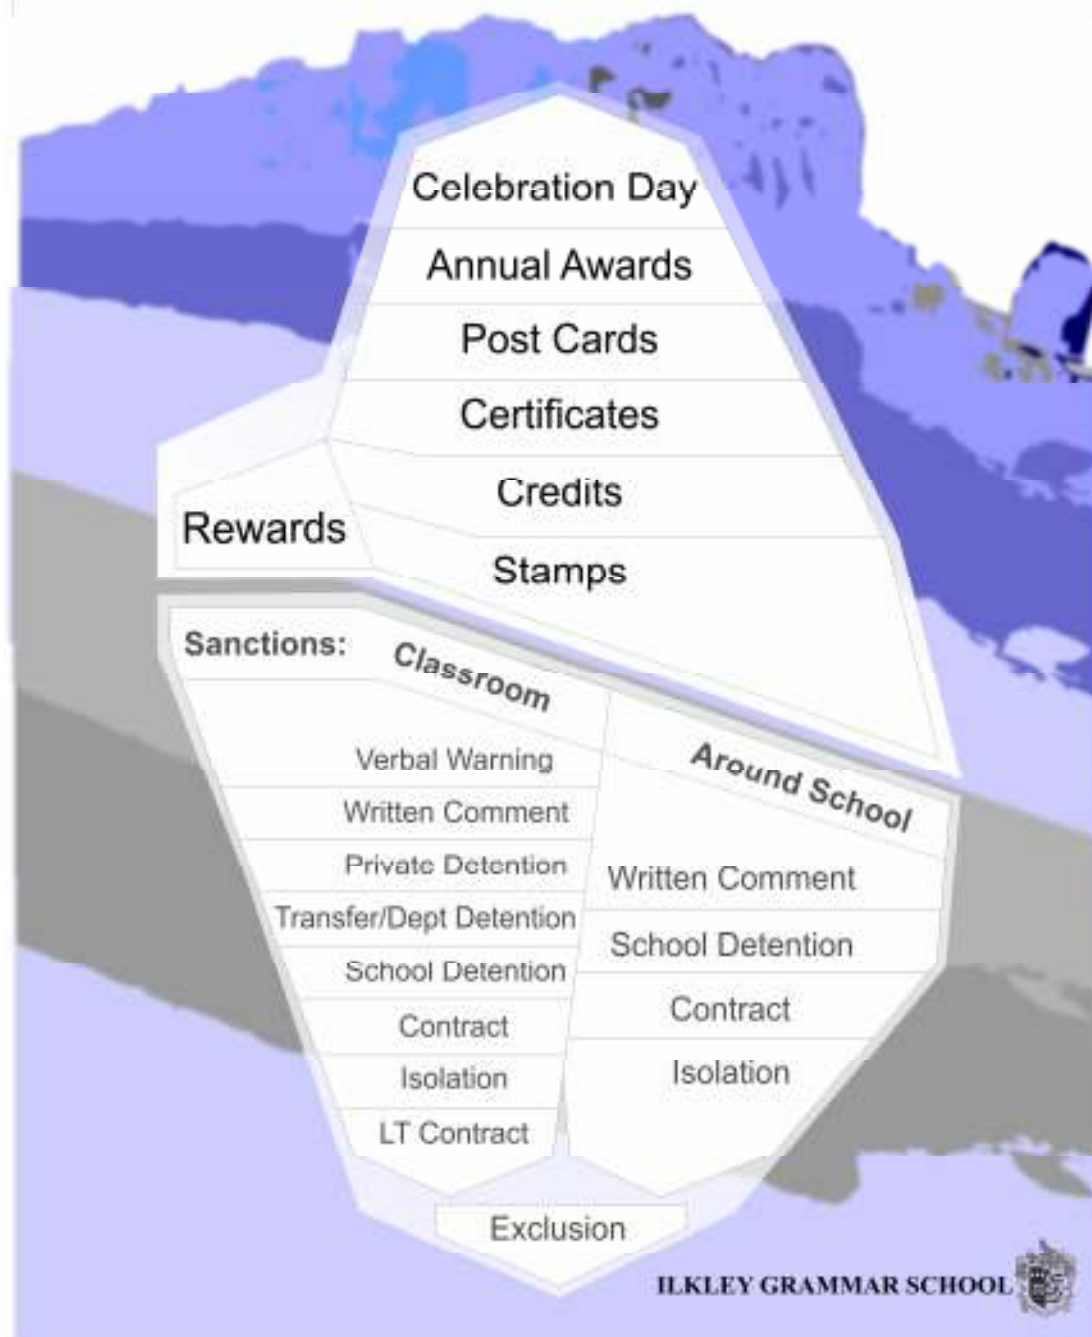 Celebration Day
Annual Awards
Post Cards
Certificates
Credits
Stamps
Rewards
Sanctions:
Classroom
Verbal Warning
Written Comment
Private Detention
Transfer/Dept Detention
School Detention
Contract
Isolation
LT Contract
Around School
Written Comment
School Detention
Contract
Isolation
Exclusion
ILKLEY GRAMMAR SCHOOL